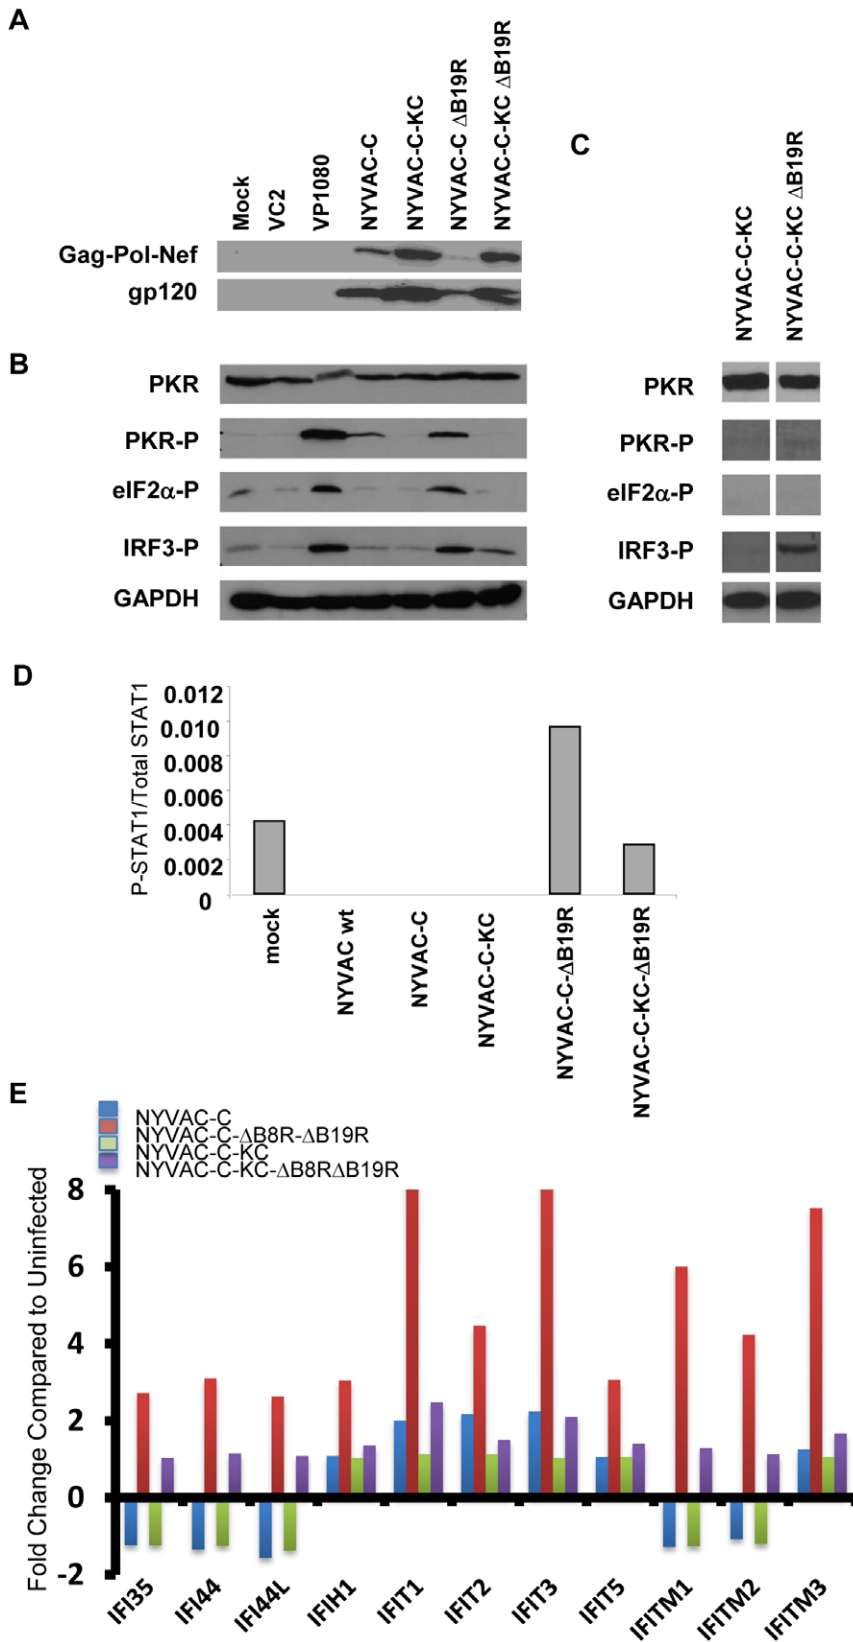 A
Mock
VC2
VP1080
NYVAC-C
NYVAC-C-KC
NYVAC-C ΔB19R
NYVAC-C-KC ΔB19R
Gag-Pol-Nef
gp120
B
PKR
PKR-P
eIF2α-P
IRF3-P
GAPDH
C
NYVAC-C-KC
NYVAC-C-KC ΔB19R
PKR
PKR-P
eIF2α-P
IRF3-P
GAPDH
D
P-STAT1/Total STAT1
0.012
0.010
0.008
0.006
0.004
0.002
0
mock
NYVAC wt
NYVAC-C
NYVAC-C-KC
NYVAC-C-ΔB19R
NYVAC-C-KC-ΔB19R
E
NYVAC-C
NYVAC-C-ΔB8R-ΔB19R
NYVAC-C-KC
NYVAC-C-KC-ΔB8RΔB19R
Fold Change Compared to Uninfected
8
6
4
2
0
-2
IFI35
IFI44
IFI44L
IFIH1
IFIT1
IFIT2
IFIT3
IFIT5
IFITM1
IFITM2
IFITM3